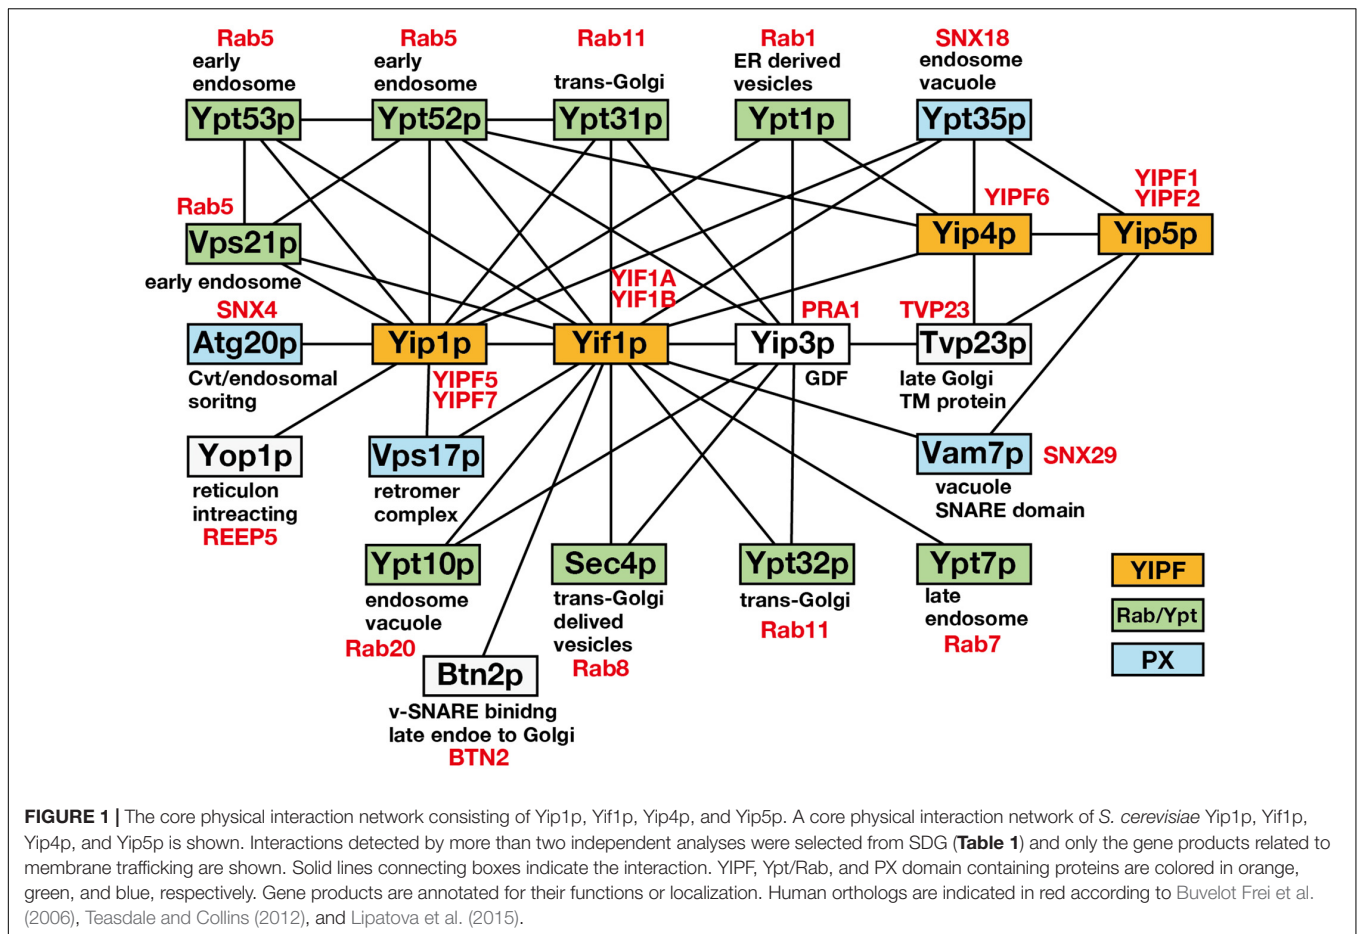 Rab5
early
endosome
Ypt53p
Rab5
early
endosome
Ypt52p
Rab11
trans-Golgi
Ypt31p
Rab1
ER derived
vesicles
Ypt1p
SNX18
endosome
vacuole
Ypt35p
Rab5
Vps21p
early endosome
YIPF6
Yip4p
YIPF1
YIPF2
Yip5p
SNX4
Atg20p
Cvt/endosomal
soritng
Yip1p
YIPF5
YIPF7
YIF1A
YIF1B
Yif1p
PRA1
Yip3p
GDF
TVP23
Tvp23p
late Golgi
TM protein
Yop1p
reticulon
intreacting
REEP5
Vps17p
retromer
complex
Vam7p
SNX29
vacuole
SNARE domain
Ypt10p
endosome
vacuole
Rab20
Sec4p
trans-Golgi
delived
vesicles
Rab8
Ypt32p
trans-Golgi
Rab11
Ypt7p
late
endosome
Rab7
YIPF
Rab/Ypt
PX
Btn2p
v-SNARE binidng
late endoe to Golgi
BTN2
FIGURE 1 | The core physical interaction network consisting of Yip1p, Yif1p, Yip4p, and Yip5p. A core physical interaction network of S. cerevisiae Yip1p, Yif1p,
Yip4p, and Yip5p is shown. Interactions detected by more than two independent analyses were selected from SDG (Table 1) and only the gene products related to
membrane trafficking are shown. Solid lines connecting boxes indicate the interaction. YIPF, Ypt/Rab, and PX domain containing proteins are colored in orange,
green, and blue, respectively. Gene products are annotated for their functions or localization. Human orthologs are indicated in red according to Buvelot Frei et al.
(2006), Teasdale and Collins (2012), and Lipatova et al. (2015).